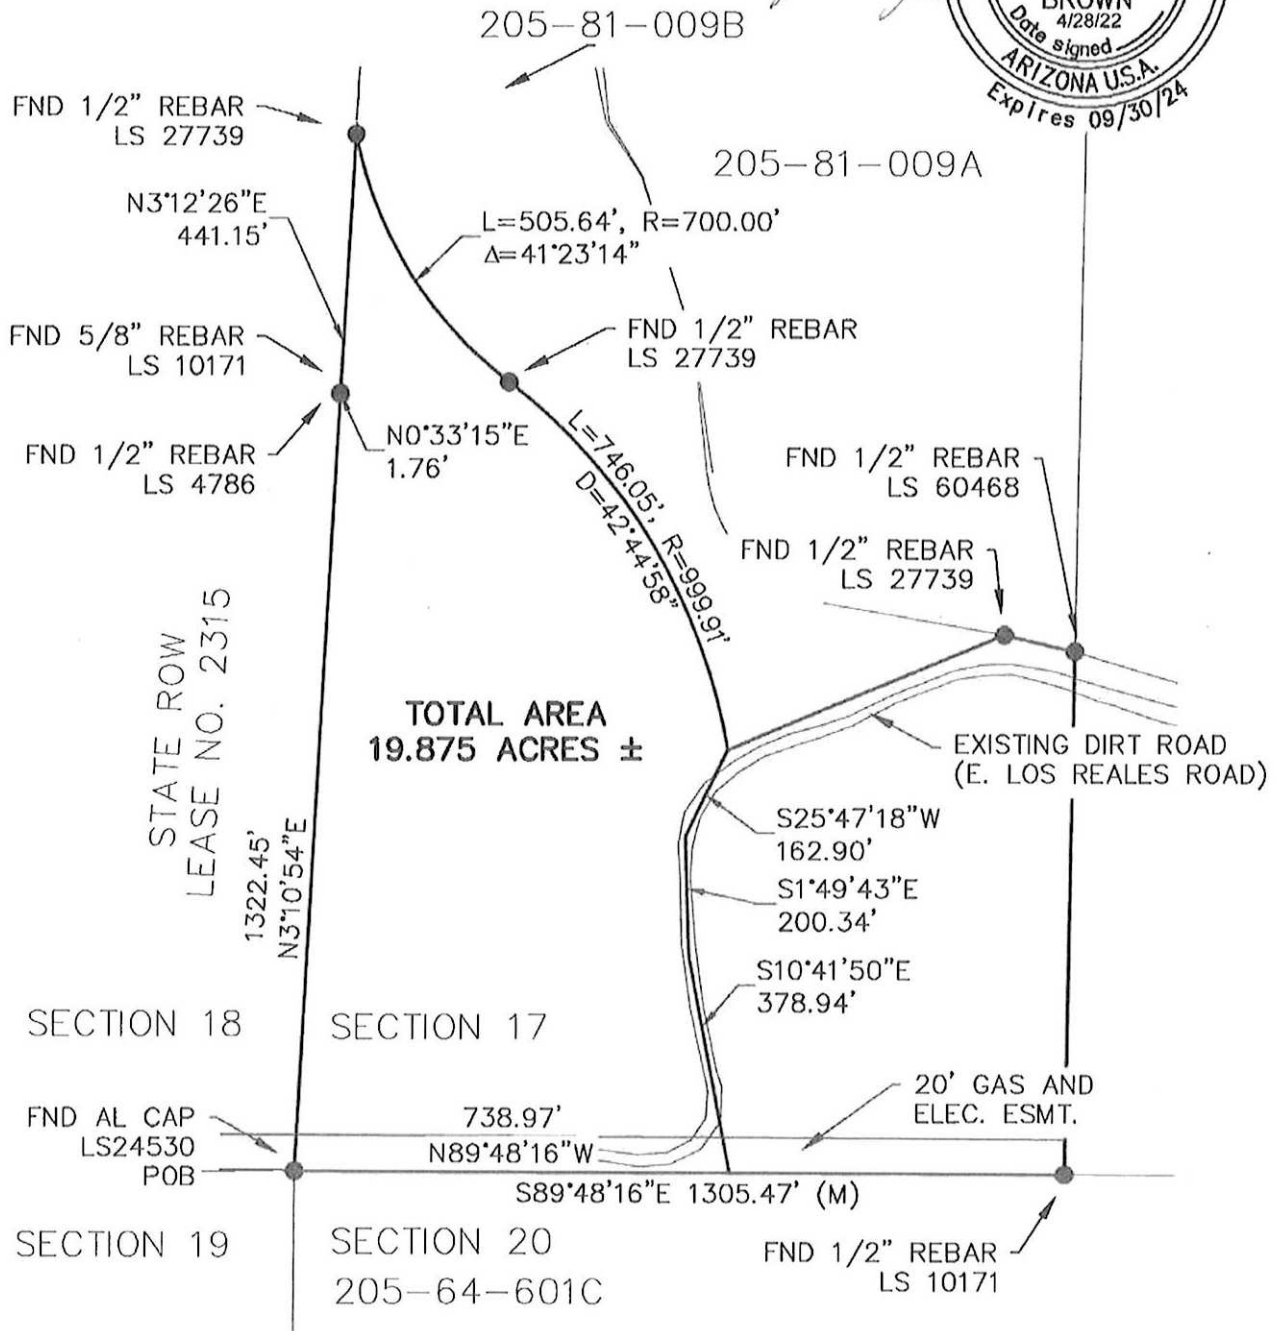 205-81-009B
BROWN
4/28/22
Date signed
ARIZONA U.S.A.
Expires 09/30/24
FND 1/2" REBAR
LS 27739
205-81-009A
N3°12'26"E
441.15'
L=505.64', R=700.00'
Δ=41°23'14"
FND 5/8" REBAR
LS 10171
FND 1/2" REBAR
LS 27739
N0°33'15"E
1.76'
FND 1/2" REBAR
LS 4786
L=746.05', R=999.91'
D=42°44'58"
FND 1/2" REBAR
LS 60468
FND 1/2" REBAR
LS 27739
STATE ROW
LEASE NO. 2315
TOTAL AREA
19.875 ACRES ±
EXISTING DIRT ROAD
(E. LOS REALES ROAD)
1322.45'
N3°10'54"E
S25°47'18"W
162.90'
S1°49'43"E
200.34'
S10°41'50"E
378.94'
SECTION 18
SECTION 17
20' GAS AND
ELEC. ESMT.
FND AL CAP
LS24530
POB
738.97'
N89°48'16"W
S89°48'16"E 1305.47' (M)
SECTION 19
SECTION 20
205-64-601C
FND 1/2" REBAR
LS 10171